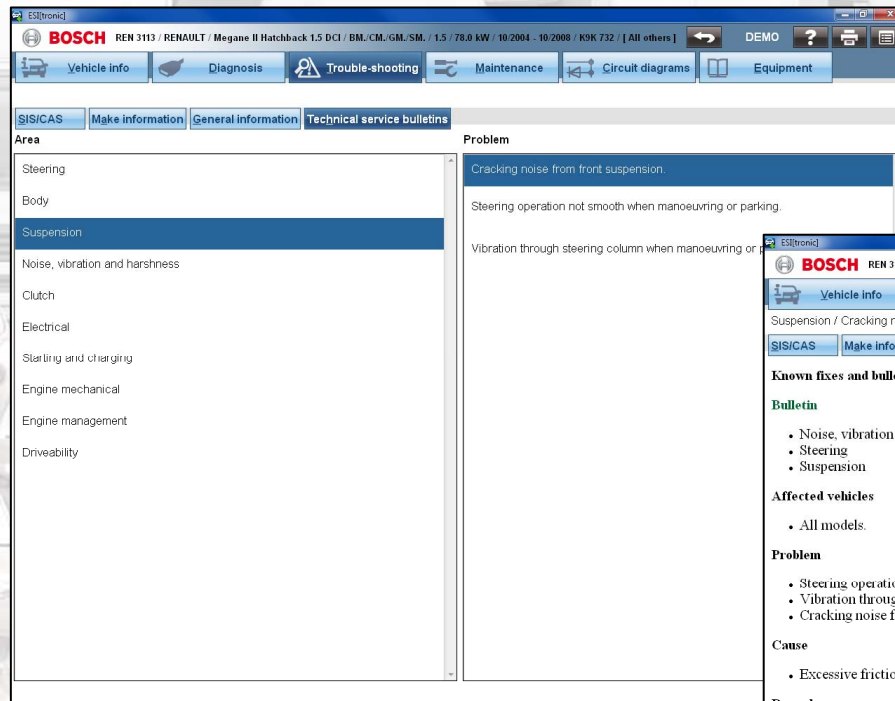 ESI[tronic]
BOSCH REN 3113 / RENAULT / Megane II Hatchback 1.5 DCI / BM./CM./GM./SM. / 1.5 / 78.0 kW / 10/2004 - 10/2008 / K9K 732 / [ All others ] DEMO ?
Vehicle info Diagnosis Trouble-shooting Maintenance Circuit diagrams Equipment
SIS/CAS Make information General information Technical service bulletins
Area Problem
Steering
Body
Suspension
Noise, vibration and harshness
Clutch
Electrical
Starting and charging
Engine mechanical
Engine management
Driveability
Cracking noise from front suspension.
Steering operation not smooth when manoeuvring or parking.
Vibration through steering column when manoeuvring or p
ESI[tronic]
BOSCH REN 3
Vehicle info
Suspension / Cracking n
SIS/CAS Make info
Known fixes and bulle
Bulletin
• Noise, vibration
• Steering
• Suspension
Affected vehicles
• All models.
Problem
• Steering operatio
• Vibration throug
• Cracking noise f
Cause
• Excessive frictio